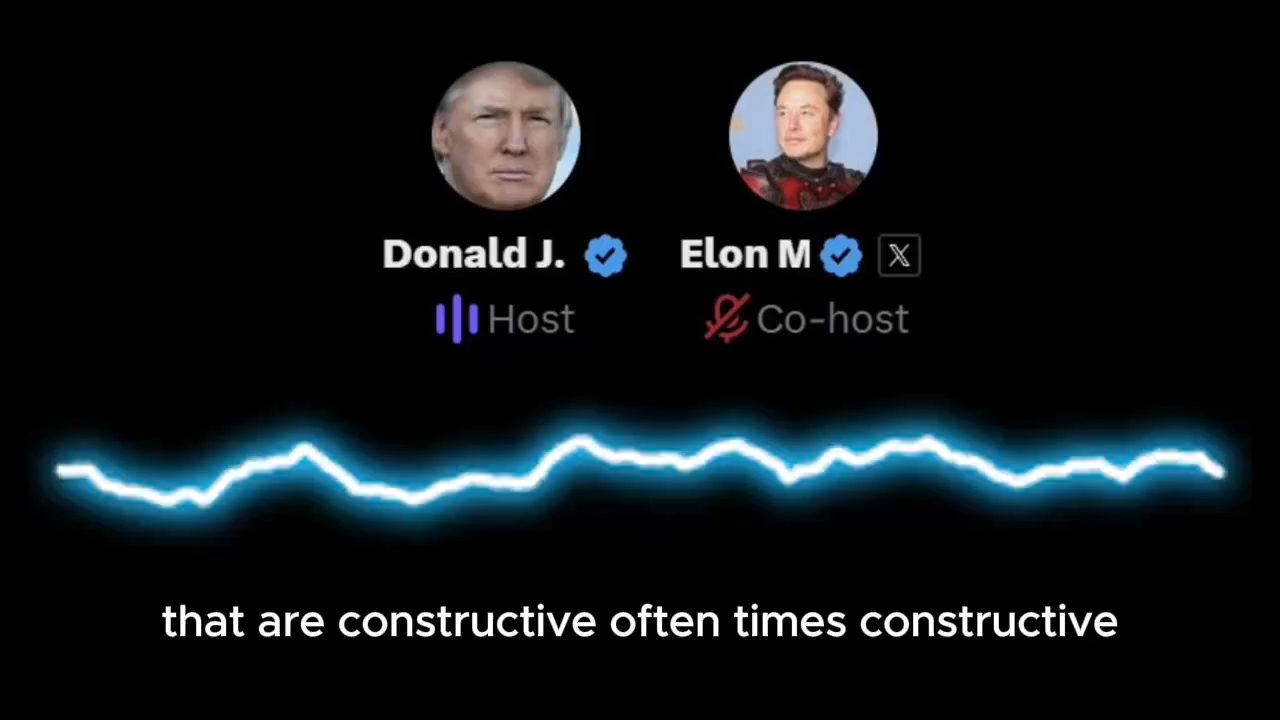 Donald J. Elon M X
Host Co-host
that are constructive often times constructive